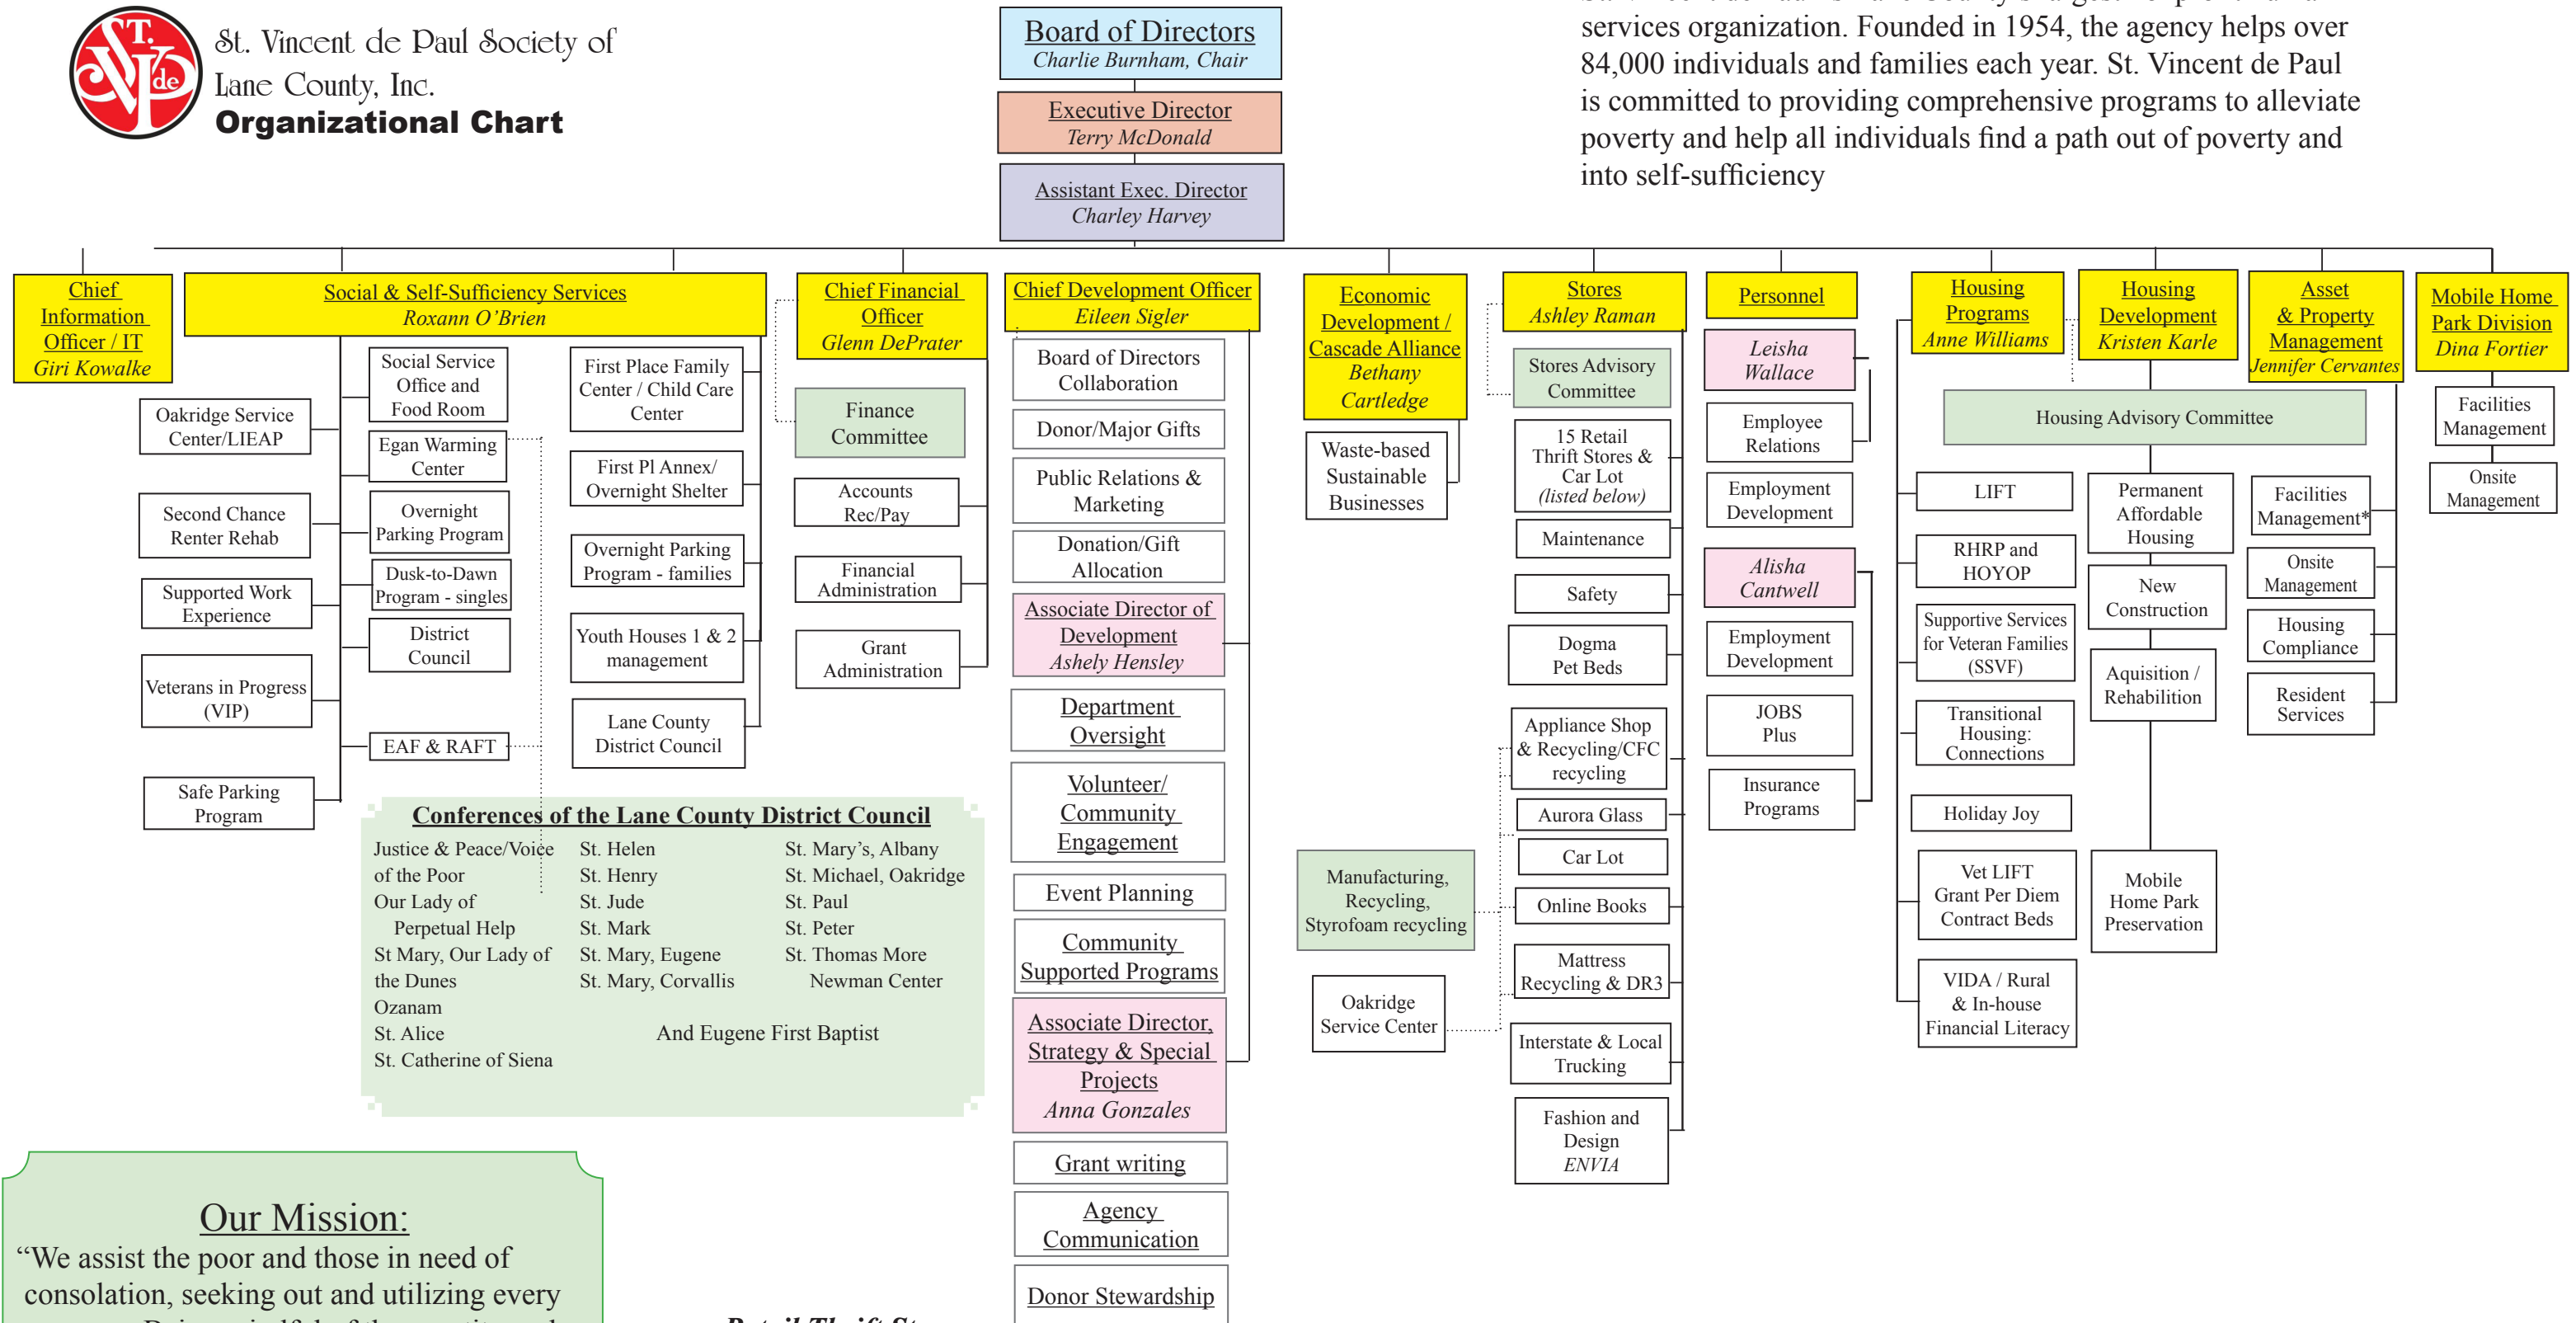 ST.
V de
P
St. Vincent de Paul Society of
Lane County, Inc.
Organizational Chart
Board of Directors
Charlie Burnham, Chair
Executive Director
Terry McDonald
Assistant Exec. Director
Charley Harvey
services organization. Founded in 1954, the agency helps over
84,000 individuals and families each year. St. Vincent de Paul
is committed to providing comprehensive programs to alleviate
poverty and help all individuals find a path out of poverty and
into self-sufficiency
Chief
Information
Officer / IT
Giri Kowalke
Social & Self-Sufficiency Services
Roxann O’Brien
Oakridge Service
Center/LIEAP
Second Chance
Renter Rehab
Supported Work
Experience
Veterans in Progress
(VIP)
Safe Parking
Program
Social Service
Office and
Food Room
Egan Warming
Center
Overnight
Parking Program
Dusk-to-Dawn
Program - singles
District
Council
EAF & RAFT
First Place Family
Center / Child Care
Center
First Pl Annex/
Overnight Shelter
Overnight Parking
Program - families
Youth Houses 1 & 2
management
Lane County
District Council
Chief Financial
Officer
Glenn DePrater
Finance
Committee
Accounts
Rec/Pay
Financial
Administration
Grant
Administration
Chief Development Officer
Eileen Sigler
Board of Directors
Collaboration
Donor/Major Gifts
Public Relations &
Marketing
Donation/Gift
Allocation
Associate Director of
Development
Ashely Hensley
Department
Oversight
Volunteer/
Community
Engagement
Event Planning
Community
Supported Programs
Associate Director,
Strategy & Special
Projects
Anna Gonzales
Grant writing
Agency
Communication
Donor Stewardship
Economic
Development /
Cascade Alliance
Bethany
Cartledge
Waste-based
Sustainable
Businesses
Manufacturing,
Recycling,
Styrofoam recycling
Oakridge
Service Center
Stores
Ashley Raman
Stores Advisory
Committee
15 Retail
Thrift Stores &
Car Lot
(listed below)
Maintenance
Safety
Dogma
Pet Beds
Appliance Shop
& Recycling/CFC
recycling
Aurora Glass
Car Lot
Online Books
Mattress
Recycling & DR3
Interstate & Local
Trucking
Fashion and
Design
ENVIA
Personnel
Leisha
Wallace
Employee
Relations
Employment
Development
Alisha
Cantwell
Employment
Development
JOBS
Plus
Insurance
Programs
Housing
Programs
Anne Williams
Housing
Development
Kristen Karle
Asset
& Property
Management
Jennifer Cervantes
Mobile Home
Park Division
Dina Fortier
Housing Advisory Committee
LIFT
RHRP and
HOYOP
Supportive Services
for Veteran Families
(SSVF)
Transitional
Housing:
Connections
Holiday Joy
Vet LIFT
Grant Per Diem
Contract Beds
VIDA / Rural
& In-house
Financial Literacy
Permanent
Affordable
Housing
New
Construction
Aquisition /
Rehabilition
Mobile
Home Park
Preservation
Facilities
Management*
Onsite
Management
Housing
Compliance
Resident
Services
Facilities
Management
Onsite
Management
Conferences of the Lane County District Council
Justice & Peace/Voice
of the Poor
Our Lady of
Perpetual Help
St Mary, Our Lady of
the Dunes
Ozanam
St. Alice
St. Catherine of Siena
St. Helen
St. Henry
St. Jude
St. Mark
St. Mary, Eugene
St. Mary, Corvallis
St. Mary’s, Albany
St. Michael, Oakridge
St. Paul
St. Peter
St. Thomas More
Newman Center
And Eugene First Baptist
Our Mission:
“We assist the poor and those in need of
consolation, seeking out and utilizing every
Retail Thrift